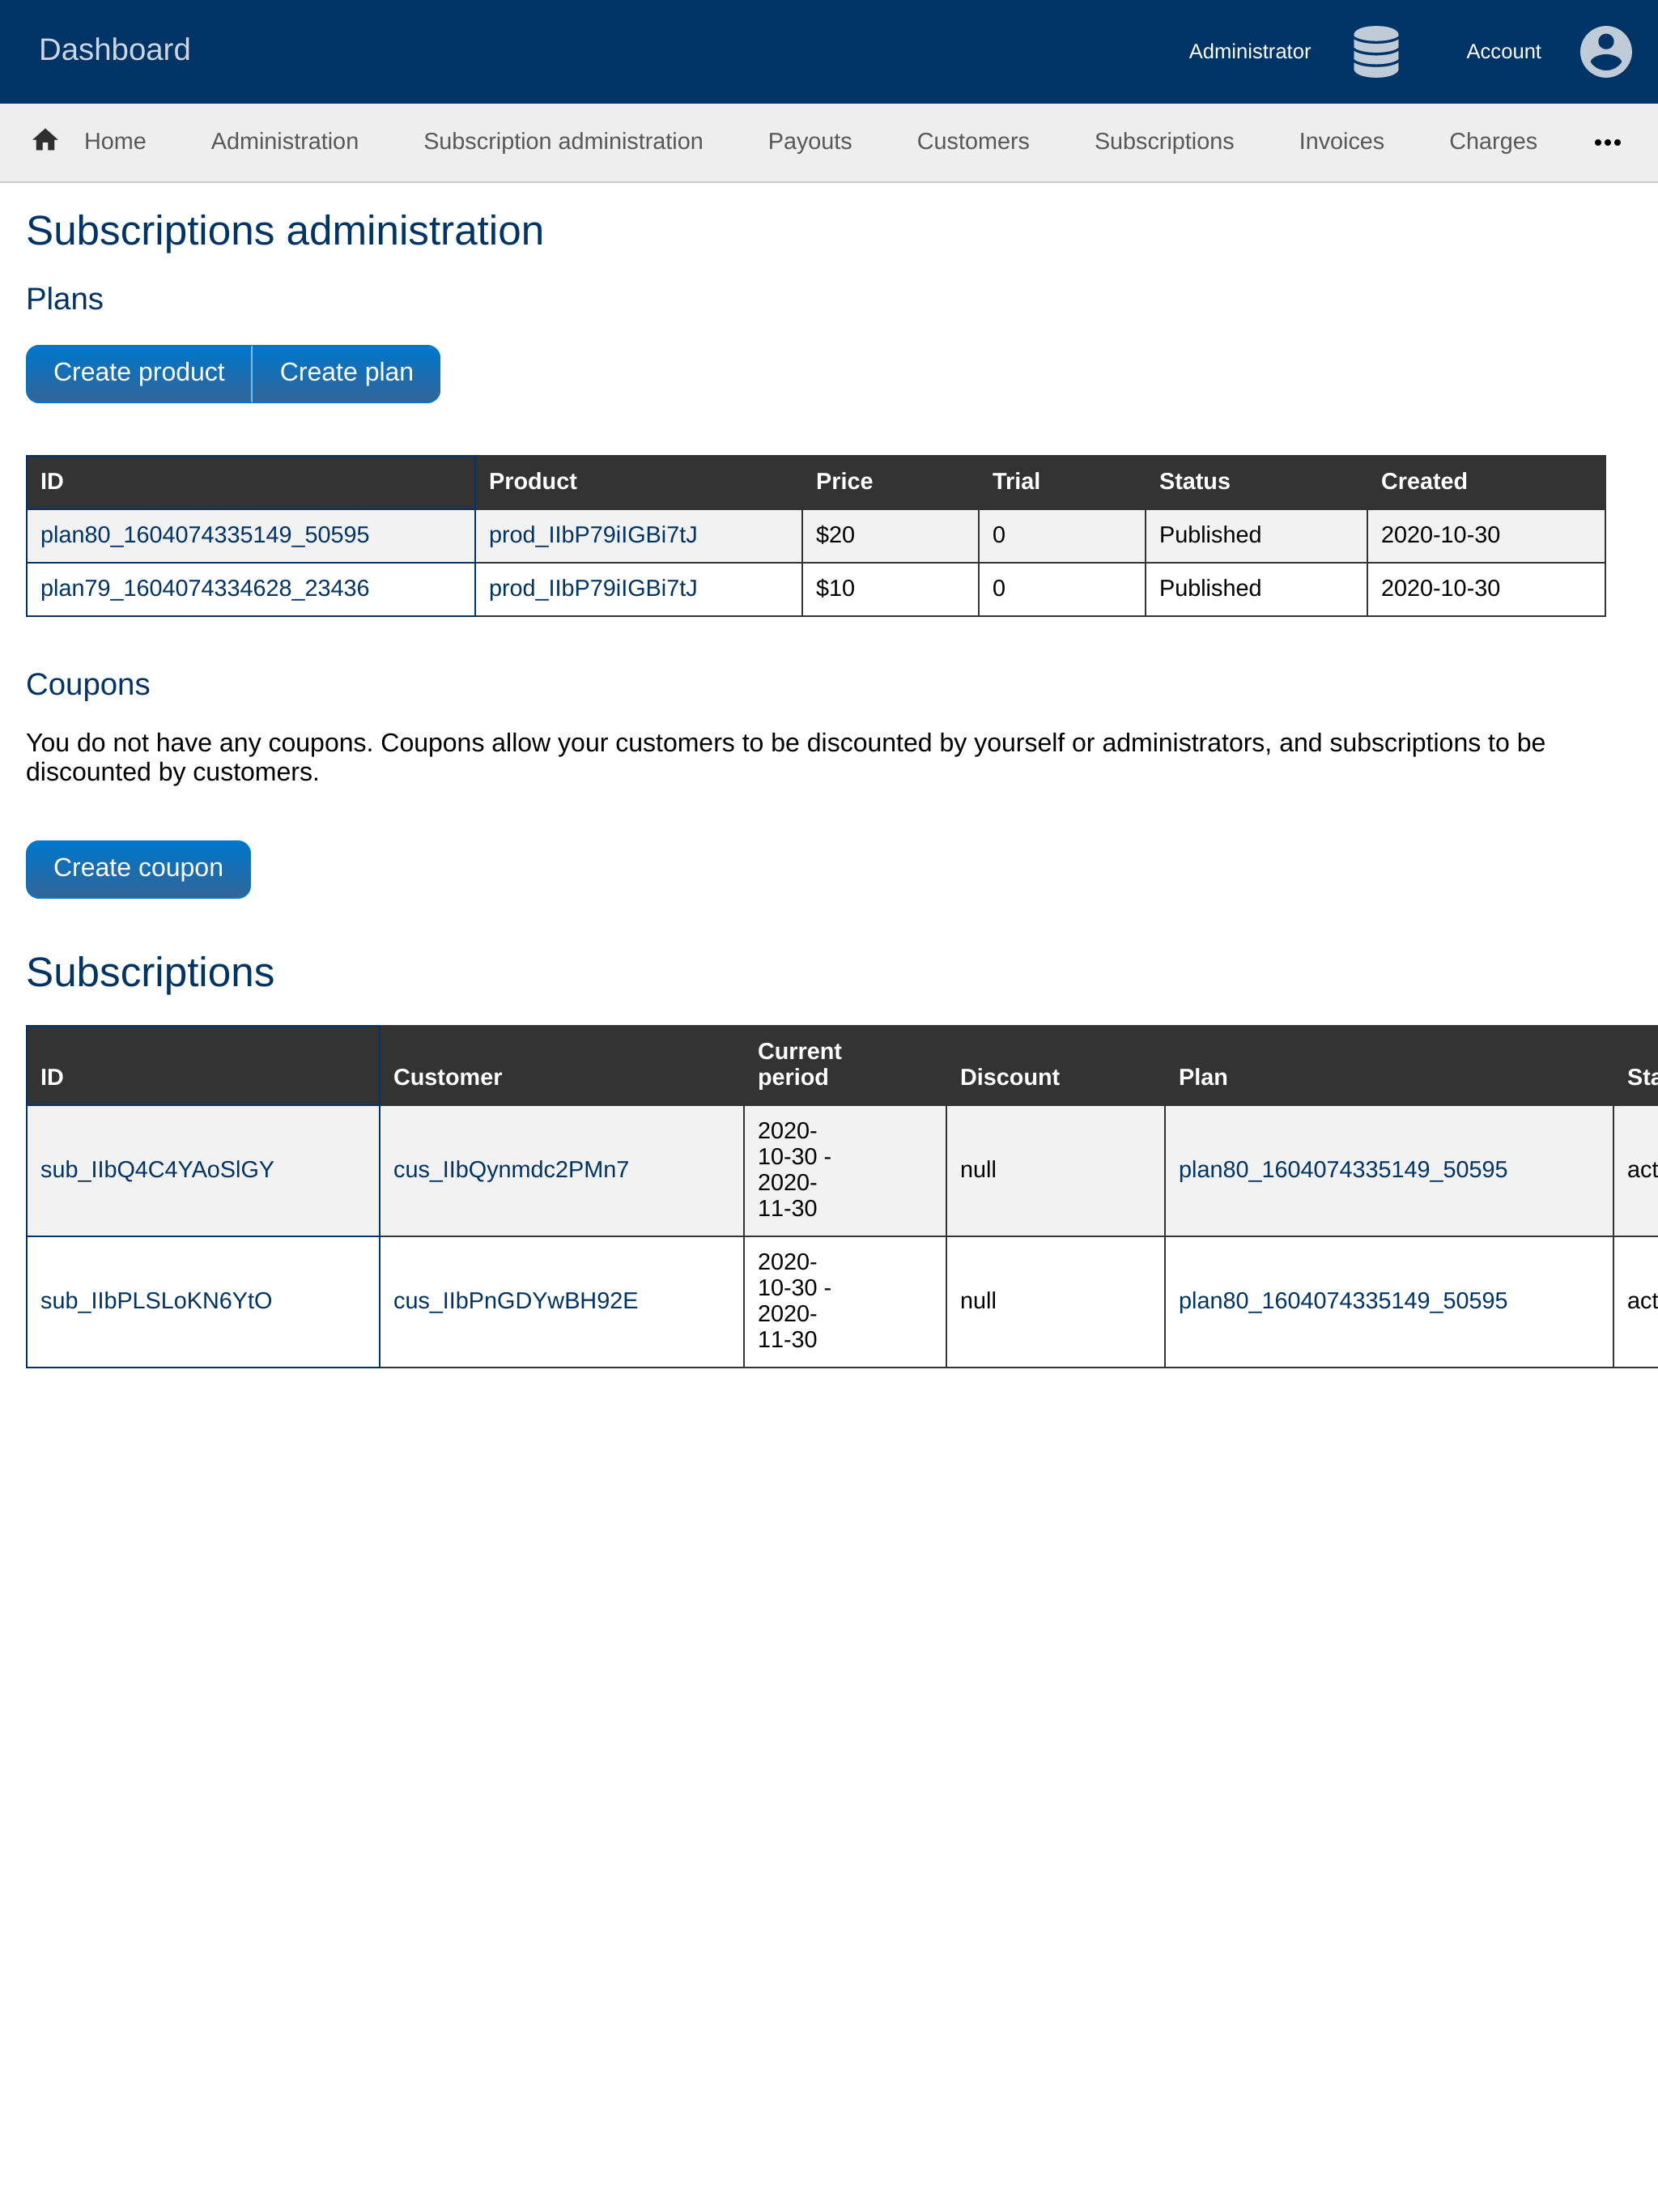 Dashboard
Administrator
Account
Home
Administration
Subscription administration
Payouts
Customers
Subscriptions
Invoices
Charges
Subscriptions administration
Plans
Create product
Create plan
ID Product Price Trial Status Created
plan80_1604074335149_50595 prod_IIbP79iIGBi7tJ $20 0 Published 2020-10-30
plan79_1604074334628_23436 prod_IIbP79iIGBi7tJ $10 0 Published 2020-10-30
Coupons
You do not have any coupons. Coupons allow your customers to be discounted by yourself or administrators, and subscriptions to be
discounted by customers.
Create coupon
Subscriptions
ID
Customer
Current
period
Discount
Plan
Sta
sub_IIbQ4C4YAoSlGY
cus_IIbQynmdc2PMn7
2020-
10-30 -
2020-
11-30
null
plan80_1604074335149_50595
act
sub_IIbPLSLoKN6YtO
cus_IIbPnGDYwBH92E
2020-
10-30 -
2020-
11-30
null
plan80_1604074335149_50595
act